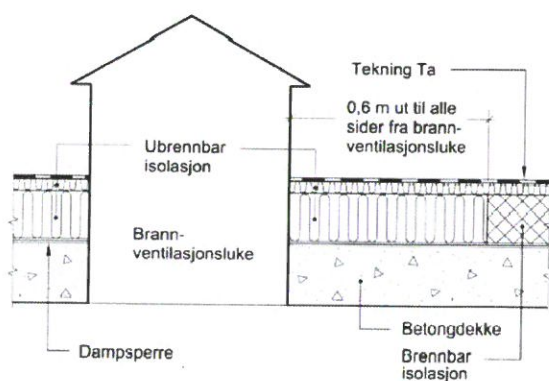 Tekning Ta
0,6 m ut til alle
sider fra brann-
ventilasjonsluke
Ubrennbar
isolasjon
Brann-
ventilasjonsluke
Betongdekke
Dampsperre
Brennbar
isolasjon